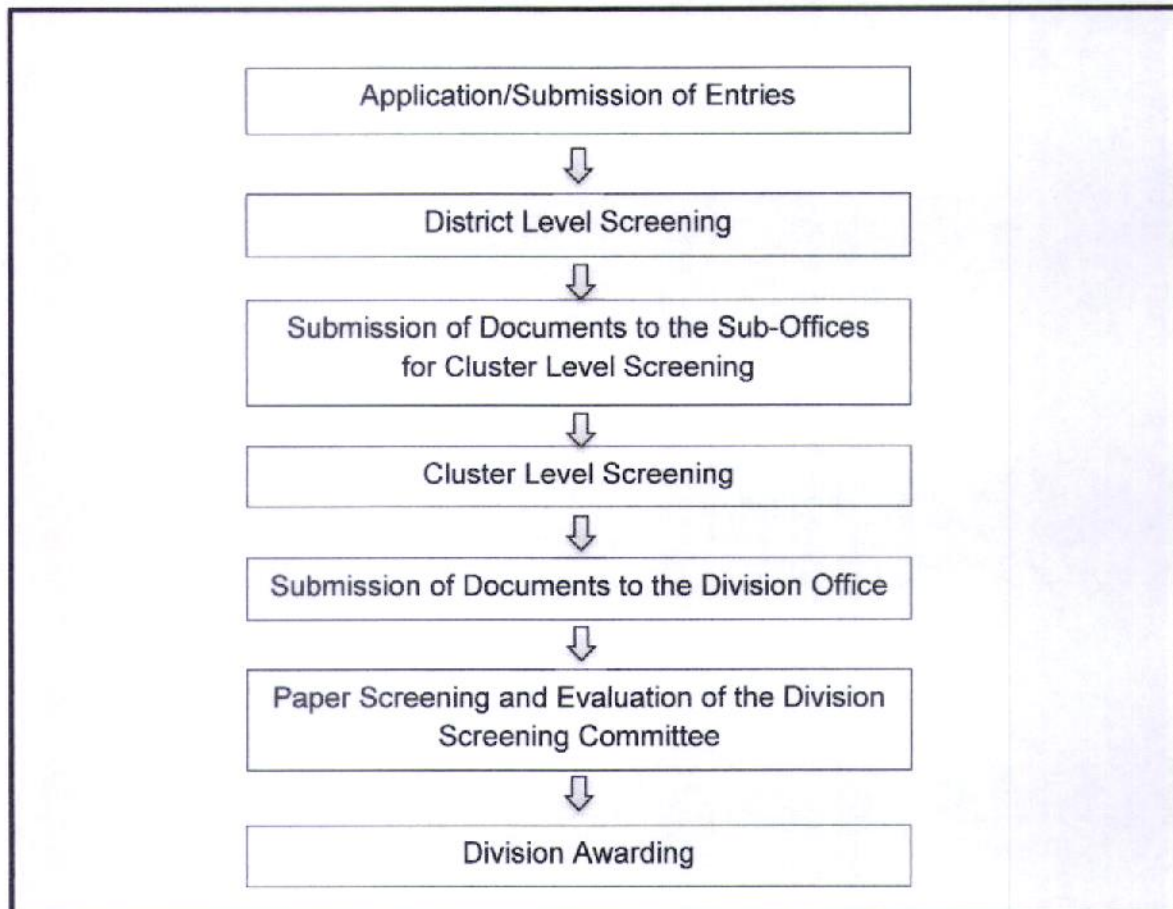 Application/Submission of Entries
District Level Screening
Submission of Documents to the Sub-Offices
for Cluster Level Screening
Cluster Level Screening
Submission of Documents to the Division Office
Paper Screening and Evaluation of the Division
Screening Committee
Division Awarding